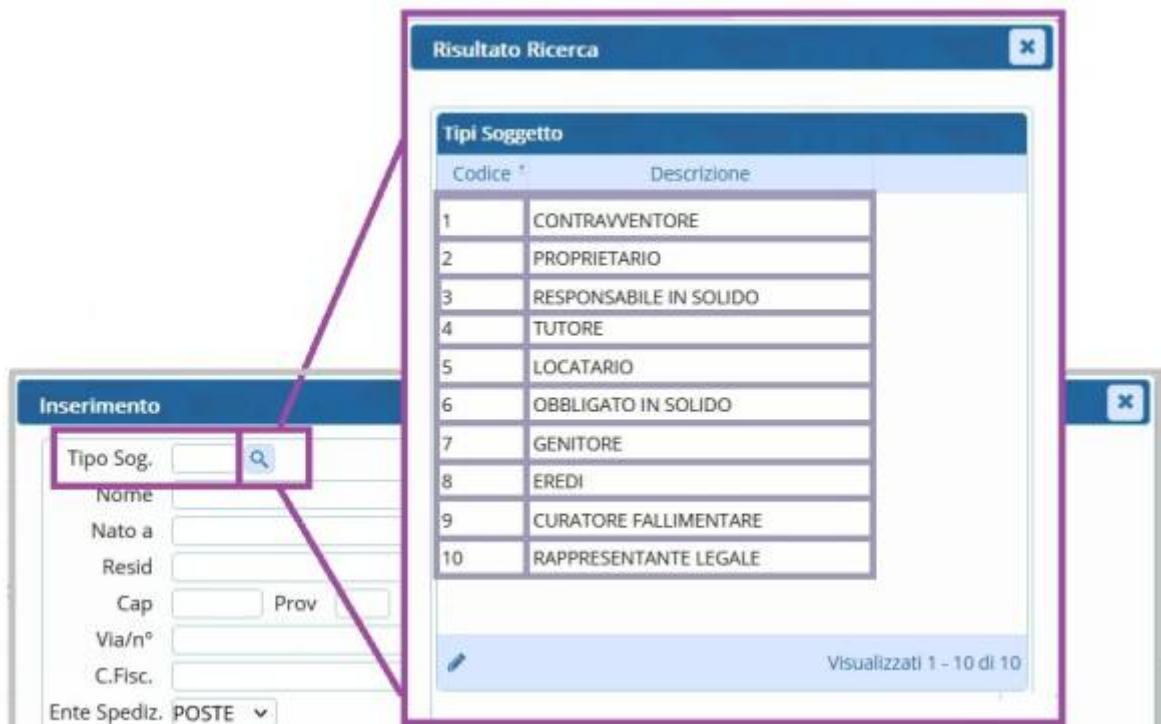 Risultato Ricerca
Tipi Soggetto
Codice Descrizione
1 CONTRAVVENTORE
2 PROPRIETARIO
3 RESPONSABILE IN SOLIDO
4 TUTORE
5 LOCATARIO
6 OBBLIGATO IN SOLIDO
7 GENITORE
8 EREDI
9 CURATORE FALLIMENTARE
10 RAPPRESENTANTE LEGALE
Visualizzati 1 - 10 di 10
Inserimento
Tipo Sog.
Nome
Nato a
Resid
Cap Prov
Via/n°
C.Fisc.
Ente Spediz. POSTE